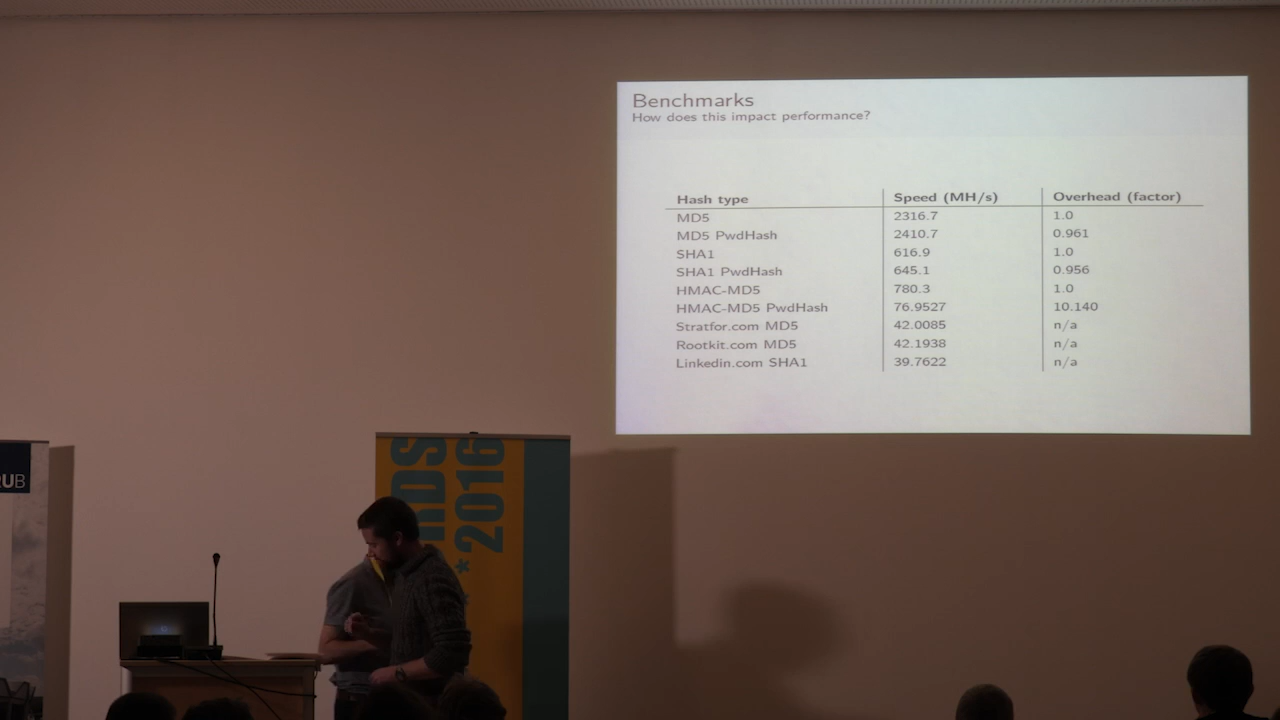 Benchmarks
How does this impact performance?
Hash type Speed (MH/s) Overhead (factor)
MD5 2316.7 1.0
MD5 PwdHash 2410.7 0.961
SHA1 616.9 1.0
SHA1 PwdHash 645.1 0.956
HMAC-MD5 780.3 1.0
HMAC-MD5 PwdHash 76.9527 10.140
Stratfor.com MD5 42.0085 n/a
Rootkit.com MD5 42.1938 n/a
Linkedin.com SHA1 39.7622 n/a
RDS
*2016
*
UB